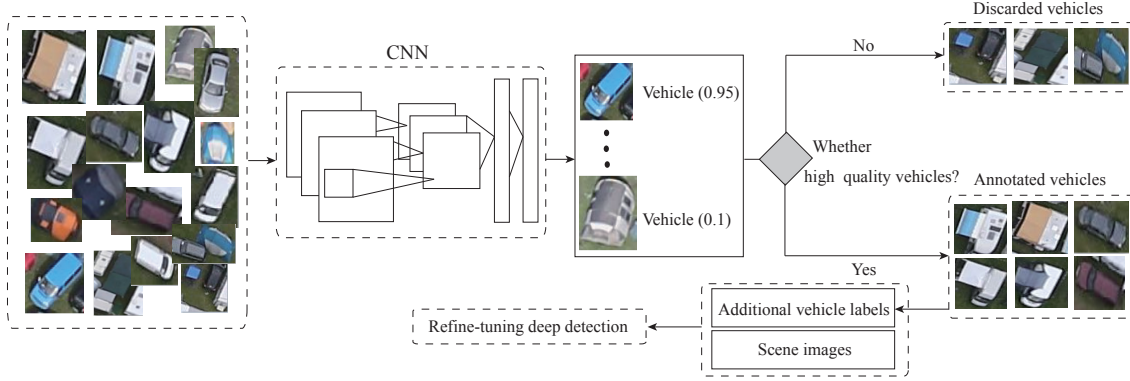 Discarded vehicles
CNN
No
Vehicle (0.95)
Whether
high quality vehicles?
Annotated vehicles
Vehicle (0.1)
Yes
Additional vehicle labels
Refine-tuning deep detection
Scene images